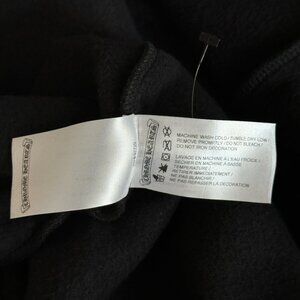 MACHINE WASH COLD / TUMBLE DRY LOW /
REMOVE PROMPTLY / DO NOT BLEACH /
DO NOT IRON DECORATION
LAVAGE EN MACHINE À L'EAU FROIDE /
SÉCHER EN MACHINE À BASSE
TEMPÉRATURE /
RETIRER IMMÉDIATEMENT /
NE PAS BLANCHIR /
NE PAS REPASSER LA DÉCORATION